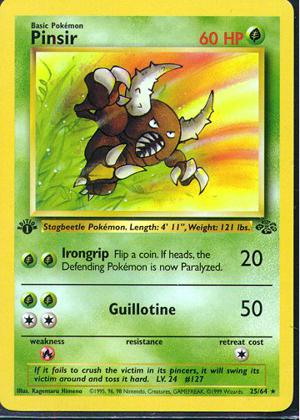 Basic Pokémon
Pinsir
60 HP
EDITION
1
Stagbeetle Pokémon. Length: 4' 11", Weight: 121 lbs.
Irongrip Flip a coin. If heads, the
Defending Pokémon is now Paralyzed.
20
Guillotine
50
weakness
resistance
retreat cost
If it fails to crush the victim in its pincers, it will swing its
victim around and toss it hard. LV. 24 #127
Illus. Kagemaru Himeno
©1995, 96, 98 Nintendo, Creatures, GAMEFREAK. ©1999 Wizards.
25/64 ★